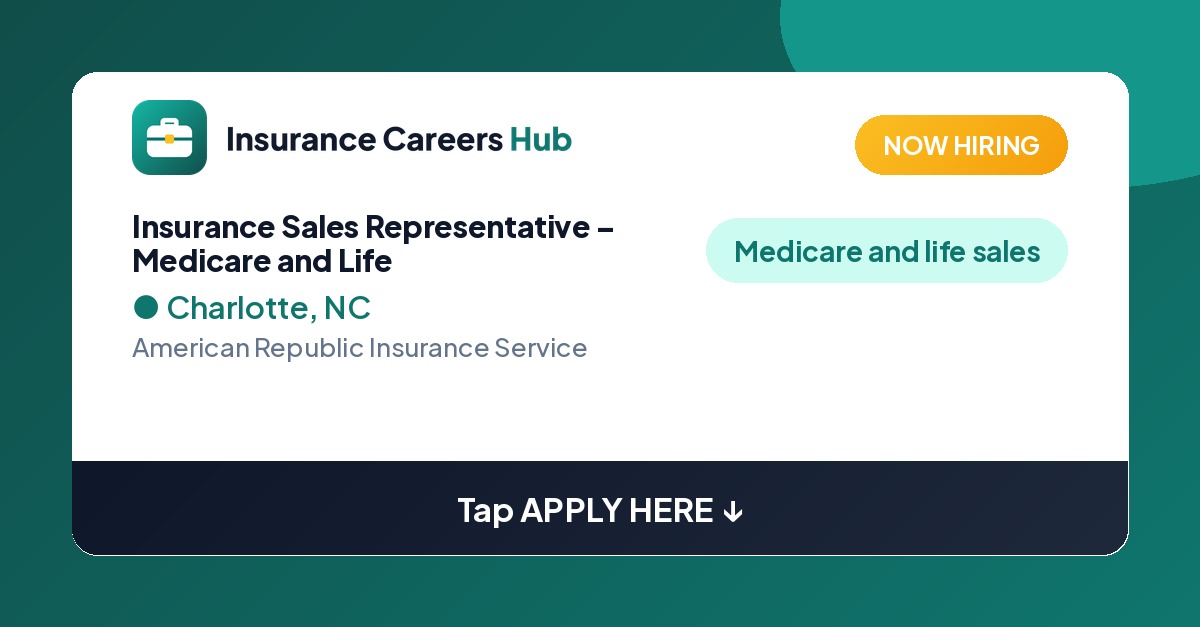 Insurance Careers Hub
NOW HIRING
Insurance Sales Representative –
Medicare and Life
Medicare and life sales
Charlotte, NC
American Republic Insurance Service
Tap APPLY HERE ↓